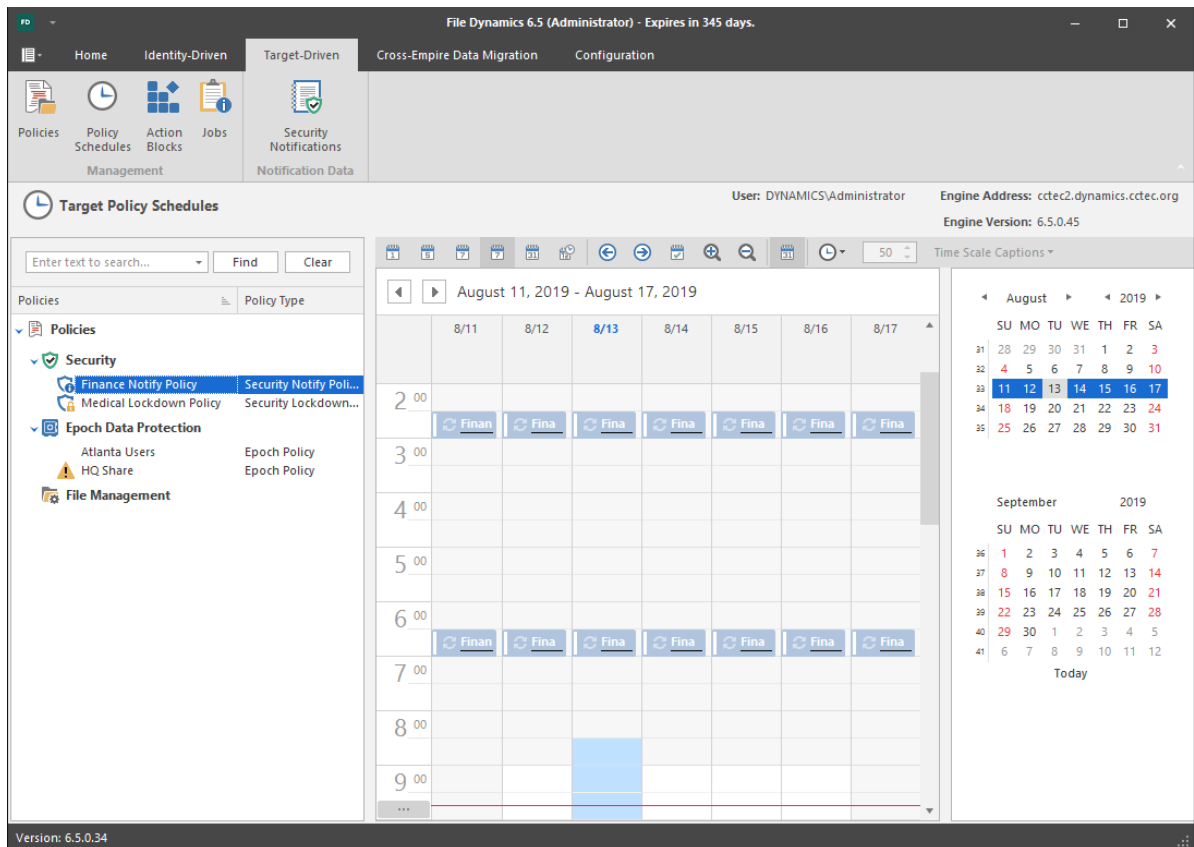 FD
File Dynamics 6.5 (Administrator) - Expires in 345 days.
Home Identity-Driven Target-Driven Cross-Empire Data Migration Configuration
Policies Policy Schedules Action Blocks Jobs Security Notifications
Management Notification Data
Target Policy Schedules
User: DYNAMICS\Administrator Engine Address: cctec2.dynamics.cctec.org
Engine Version: 6.5.0.45
Enter text to search... Find Clear
Policies Policy Type
Policies
Security
Finance Notify Policy Security Notify Poli...
Medical Lockdown Policy Security Lockdown...
Epoch Data Protection
Atlanta Users Epoch Policy
HQ Share Epoch Policy
File Management
1 5 7 7 31 12 31 50 Time Scale Captions
August 11, 2019 - August 17, 2019
8/11 8/12 8/13 8/14 8/15 8/16 8/17
2 00
Finan Fina Fina Fina Fina Fina Fina
3 00
4 00
5 00
6 00
Finan Fina Fina Fina Fina Fina Fina
7 00
8 00
9 00
...
August 2019
SU MO TU WE TH FR SA
31 28 29 30 31 1 2 3
32 4 5 6 7 8 9 10
33 11 12 13 14 15 16 17
34 18 19 20 21 22 23 24
35 25 26 27 28 29 30 31
September 2019
SU MO TU WE TH FR SA
36 1 2 3 4 5 6 7
37 8 9 10 11 12 13 14
38 15 16 17 18 19 20 21
39 22 23 24 25 26 27 28
40 29 30 1 2 3 4 5
41 6 7 8 9 10 11 12
Today
Version: 6.5.0.34